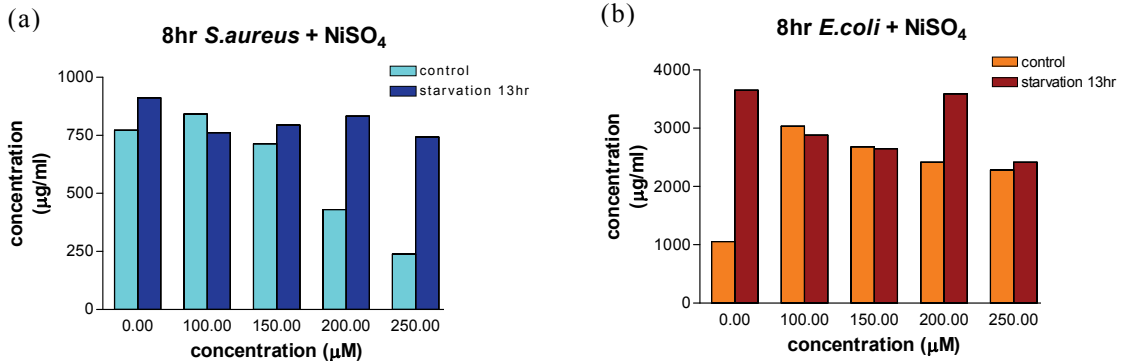 (a)
8hr S.aureus + NiSO₄
control
starvation 13hr
concentration
(μg/ml)
1000
750
500
250
0
0.00 100.00 150.00 200.00 250.00
concentration (μM)
(b)
8hr E.coli + NiSO₄
control
starvation 13hr
concentration
(μg/ml)
4000
3000
2000
1000
0
0.00 100.00 150.00 200.00 250.00
concentration (μM)